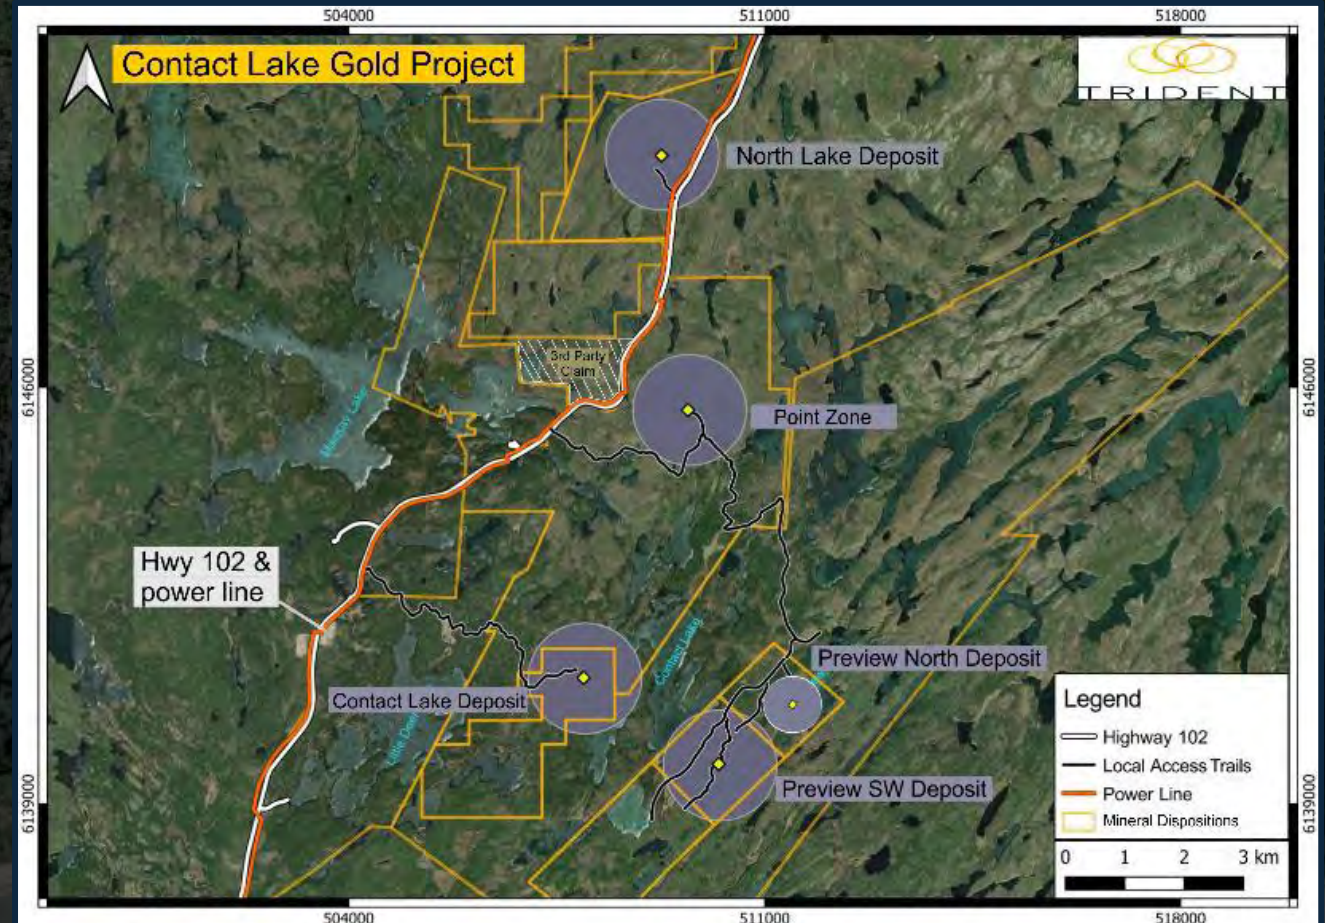 504000
511000
518000
Contact Lake Gold Project
TRIDENT
North Lake Deposit
6146000
6146000
3rd Party
Claim
Point Zone
Hwy 102 &
power line
Contact Lake
Contact Lake Deposit
Preview North Deposit
Preview SW Deposit
Little Deer
6139000
6139000
Legend
Highway 102
Local Access Trails
Power Line
Mineral Dispositions
0 1 2 3 km
504000
511000
518000